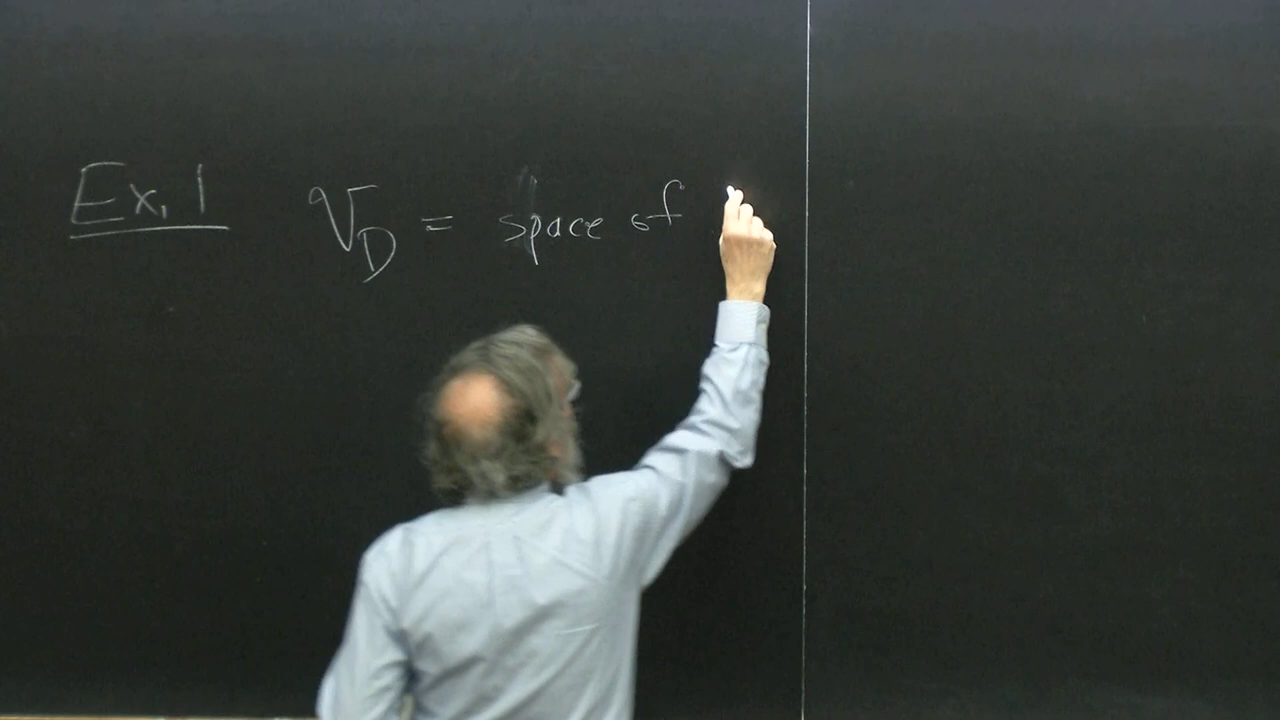 Ex. 1 V_D = space of